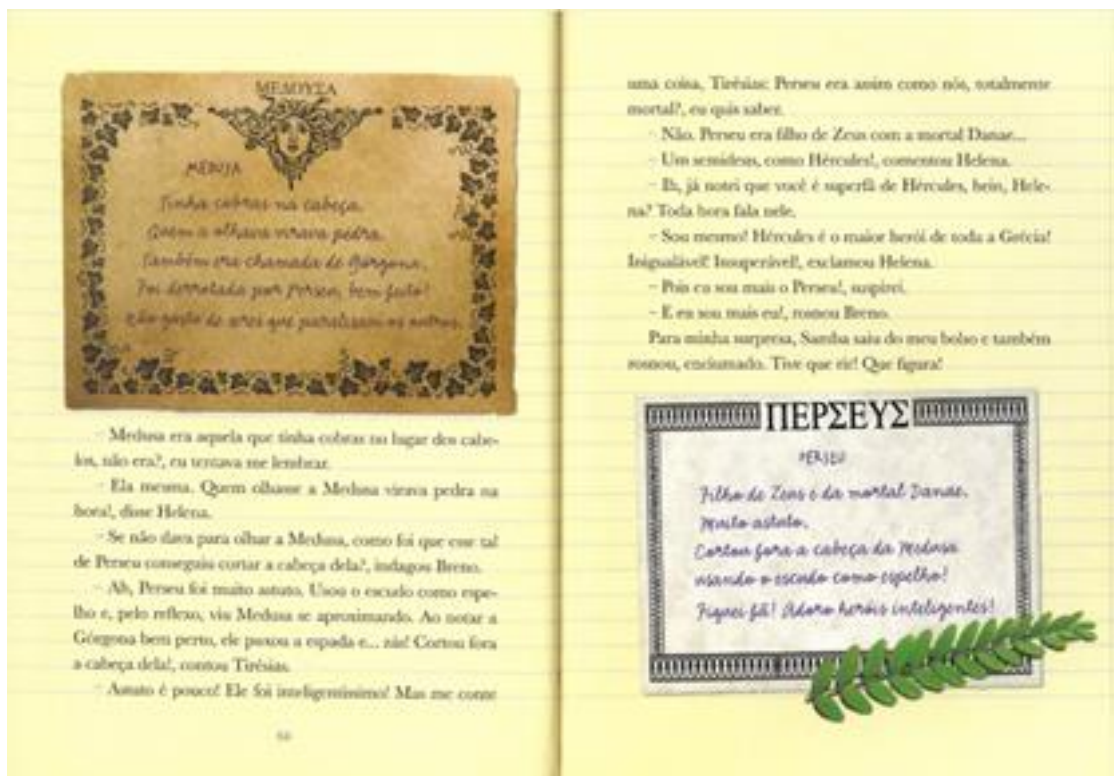 ΜΕΔΟΥΣΑ
MEDUSA
Tinha cobras na cabeça.
Quem a olhava virava pedra.
Também era chamada de Górgona.
Foi derrotada por Perseu, bem feito!
Não gosto de seres que paralisam os outros.
– Medusa era aquela que tinha cobras no lugar dos cabe-
los, não era?, eu tentava me lembrar.
– Ela mesma. Quem olhasse a Medusa virava pedra na
hora!, disse Helena.
– Se não dava para olhar a Medusa, como foi que esse tal
de Perseu conseguiu cortar a cabeça dela?, indagou Breno.
– Ah, Perseu foi muito astuto. Usou o escudo como espe-
lho e, pelo reflexo, viu Medusa se aproximando. Ao notar a
Górgona bem perto, ele puxou a espada e... zás! Cortou fora
a cabeça dela!, contou Tirésias.
– Astuto é pouco! Ele foi inteligentíssimo! Mas me conte
uma coisa, Tirésias: Perseu era assim como nós, totalmente
mortal?, eu quis saber.
– Não. Perseu era filho de Zeus com a mortal Danae...
– Um semideus, como Hércules!, comentou Helena.
– Ih, já notei que você é superfã de Hércules, hein, Hele-
na? Toda hora fala nele.
– Sou mesmo! Hércules é o maior herói de toda a Grécia!
Inigualável! Insuperável!, exclamou Helena.
– Pois eu sou mais o Perseu!, suspirei.
– E eu sou mais eu!, rosnou Breno.
Para minha surpresa, Samba saiu do meu bolso e também
rosnou, enciumado. Tive que rir! Que figura!
ΠΕΡΣΕΥΣ
PERSEU
Filho de Zeus e da mortal Danae.
Muito astuto.
Cortou fora a cabeça da Medusa
usando o escudo como espelho!
Fiquei fã! Adoro heróis inteligentes!